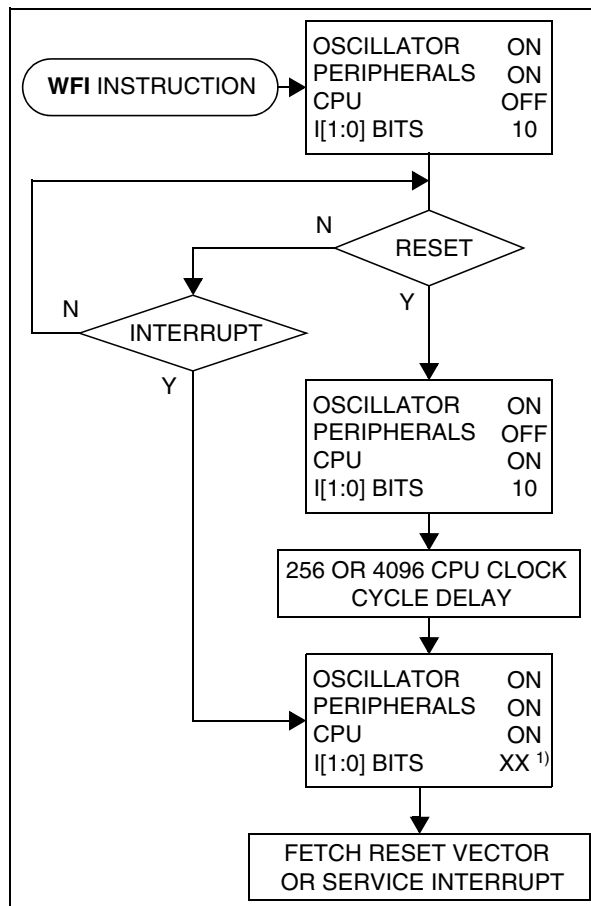 WFI INSTRUCTION
OSCILLATOR ON
PERIPHERALS ON
CPU OFF
I[1:0] BITS 10
N
RESET
Y
N
INTERRUPT
Y
OSCILLATOR ON
PERIPHERALS OFF
CPU ON
I[1:0] BITS 10
256 OR 4096 CPU CLOCK
CYCLE DELAY
OSCILLATOR ON
PERIPHERALS ON
CPU ON
I[1:0] BITS XX 1)
FETCH RESET VECTOR
OR SERVICE INTERRUPT